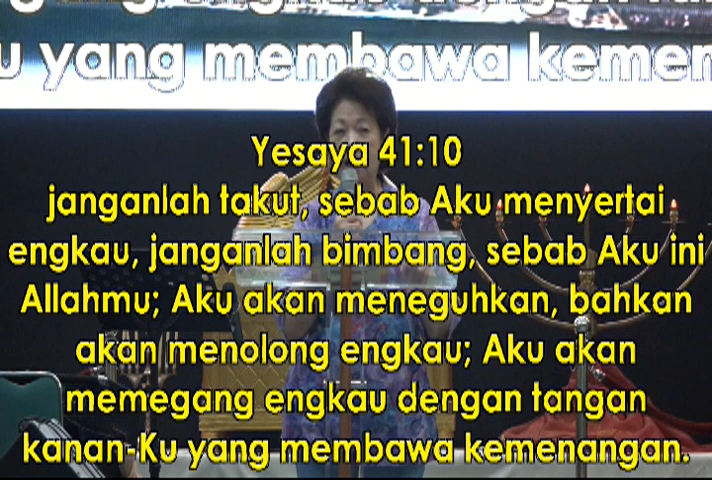 u yang membawa kemen
Yesaya 41:10
janganlah takut, sebab Aku menyertai
engkau, janganlah bimbang, sebab Aku ini
Allahmu; Aku akan meneguhkan, bahkan
akan menolong engkau; Aku akan
memegang engkau dengan tangan
kanan-Ku yang membawa kemenangan.